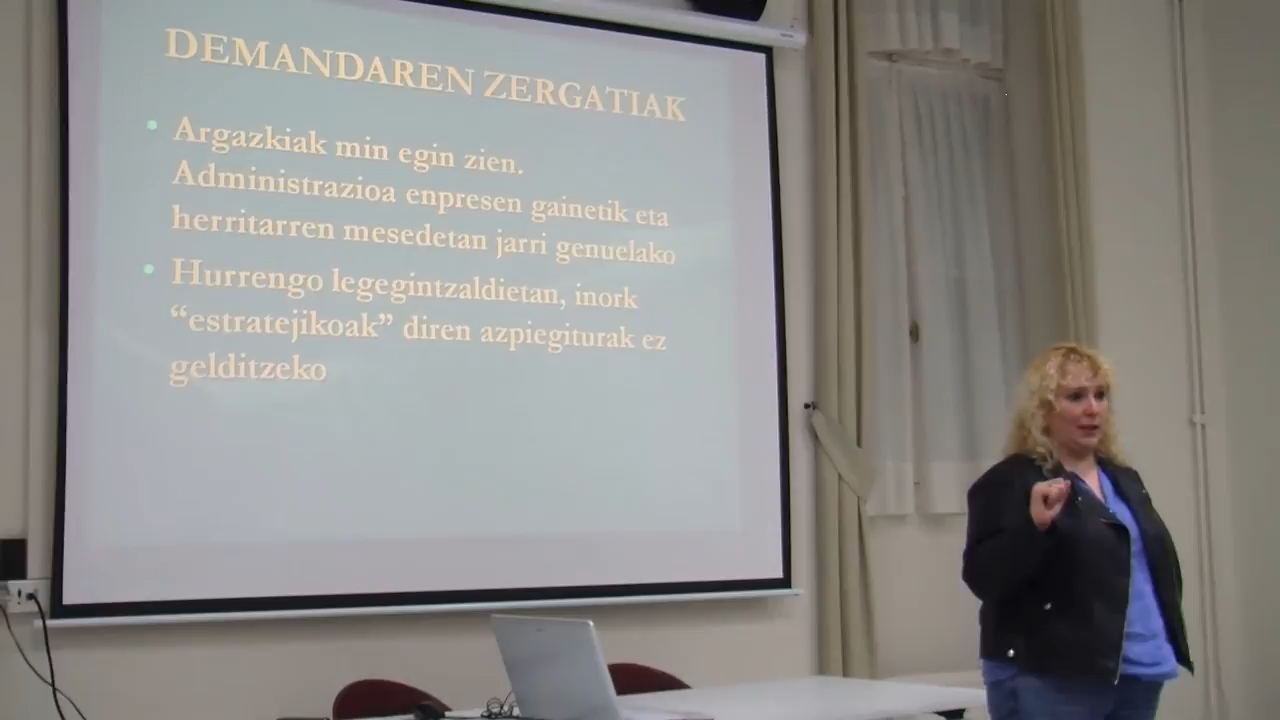 DEMANDAREN ZERGATIAK
• Argazkiak min egin zien.
Administrazioa enpresen gainetik eta
herritarren mesedetan jarri genuelako
• Hurrengo legegintzaldietan, inork
“estratejikoak” diren azpiegiturak ez
gelditzeko